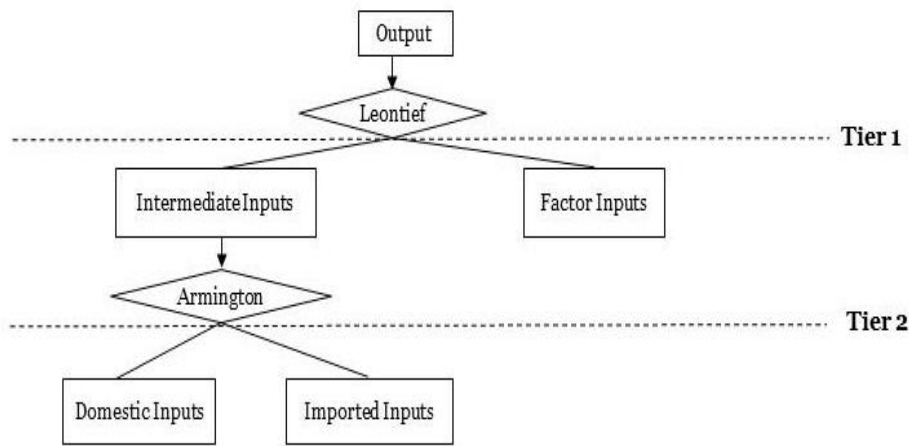 Output
Leontief
Tier 1
Intermediate Inputs
Factor Inputs
Armington
Tier 2
Domestic Inputs
Imported Inputs